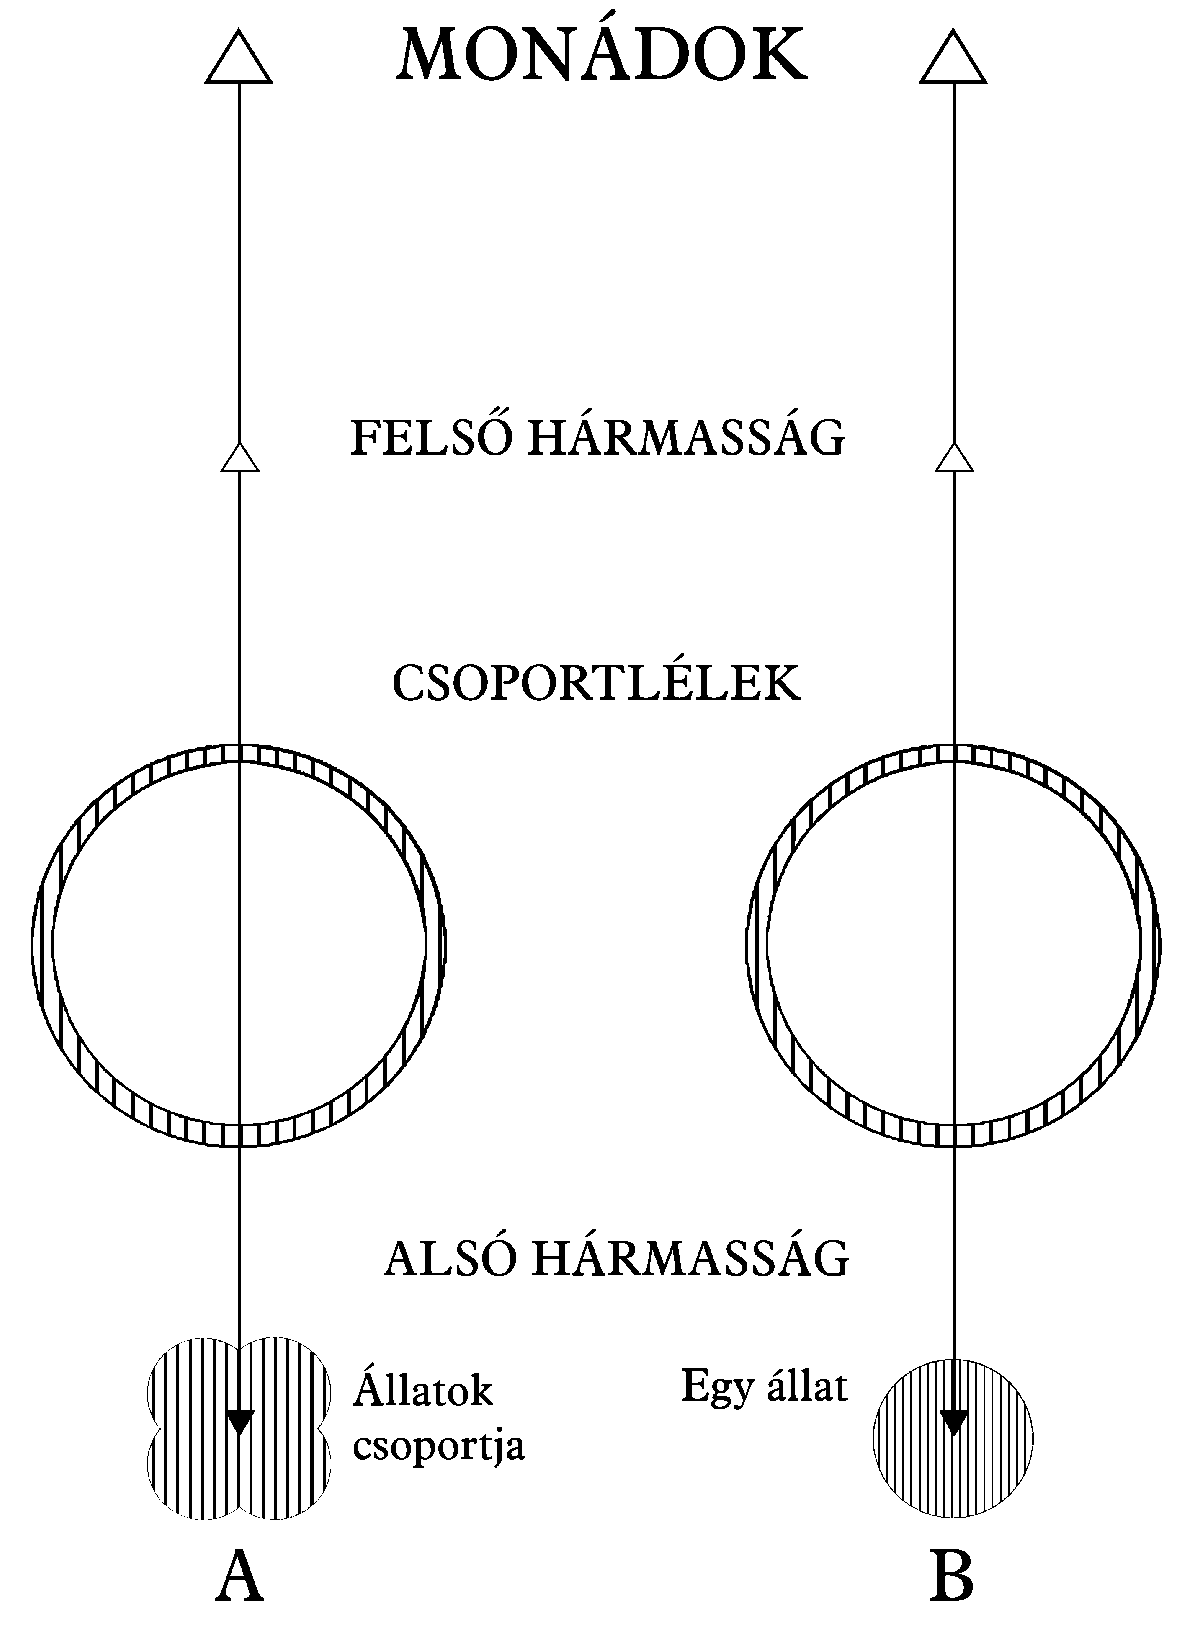 MONÁDOK
FELSŐ HÁRMASSÁG
CSOPORTLÉLEK
ALSÓ HÁRMASSÁG
Állatok
csoportja
Egy állat
A
B